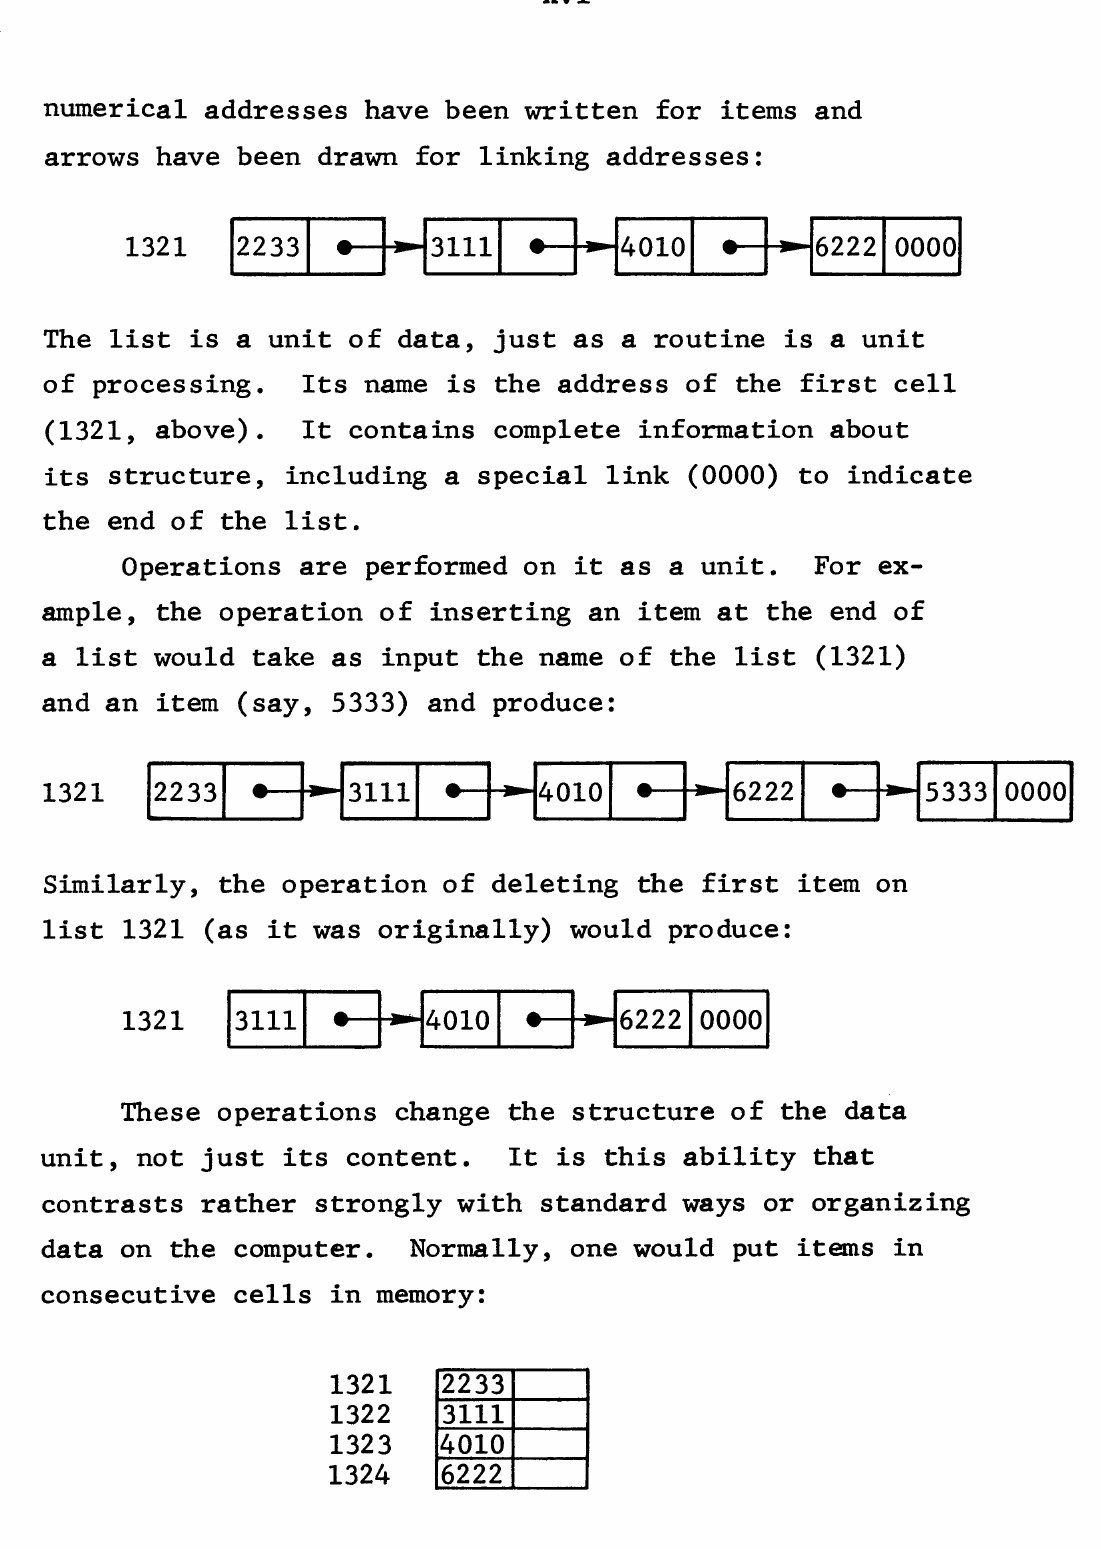 numerical addresses have been written for items and
arrows have been drawn for linking addresses:
1321 2233 3111 4010 6222 0000
The list is a unit of data, just as a routine is a unit
of processing. Its name is the address of the first cell
(1321, above). It contains complete information about
its structure, including a special link (0000) to indicate
the end of the list.
Operations are performed on it as a unit. For ex-
ample, the operation of inserting an item at the end of
a list would take as input the name of the list (1321)
and an item (say, 5333) and produce:
1321 2233 3111 4010 6222 5333 0000
Similarly, the operation of deleting the first item on
list 1321 (as it was originally) would produce:
1321 3111 4010 6222 0000
These operations change the structure of the data
unit, not just its content. It is this ability that
contrasts rather strongly with standard ways or organizing
data on the computer. Normally, one would put items in
consecutive cells in memory:
1321 2233
1322 3111
1323 4010
1324 6222